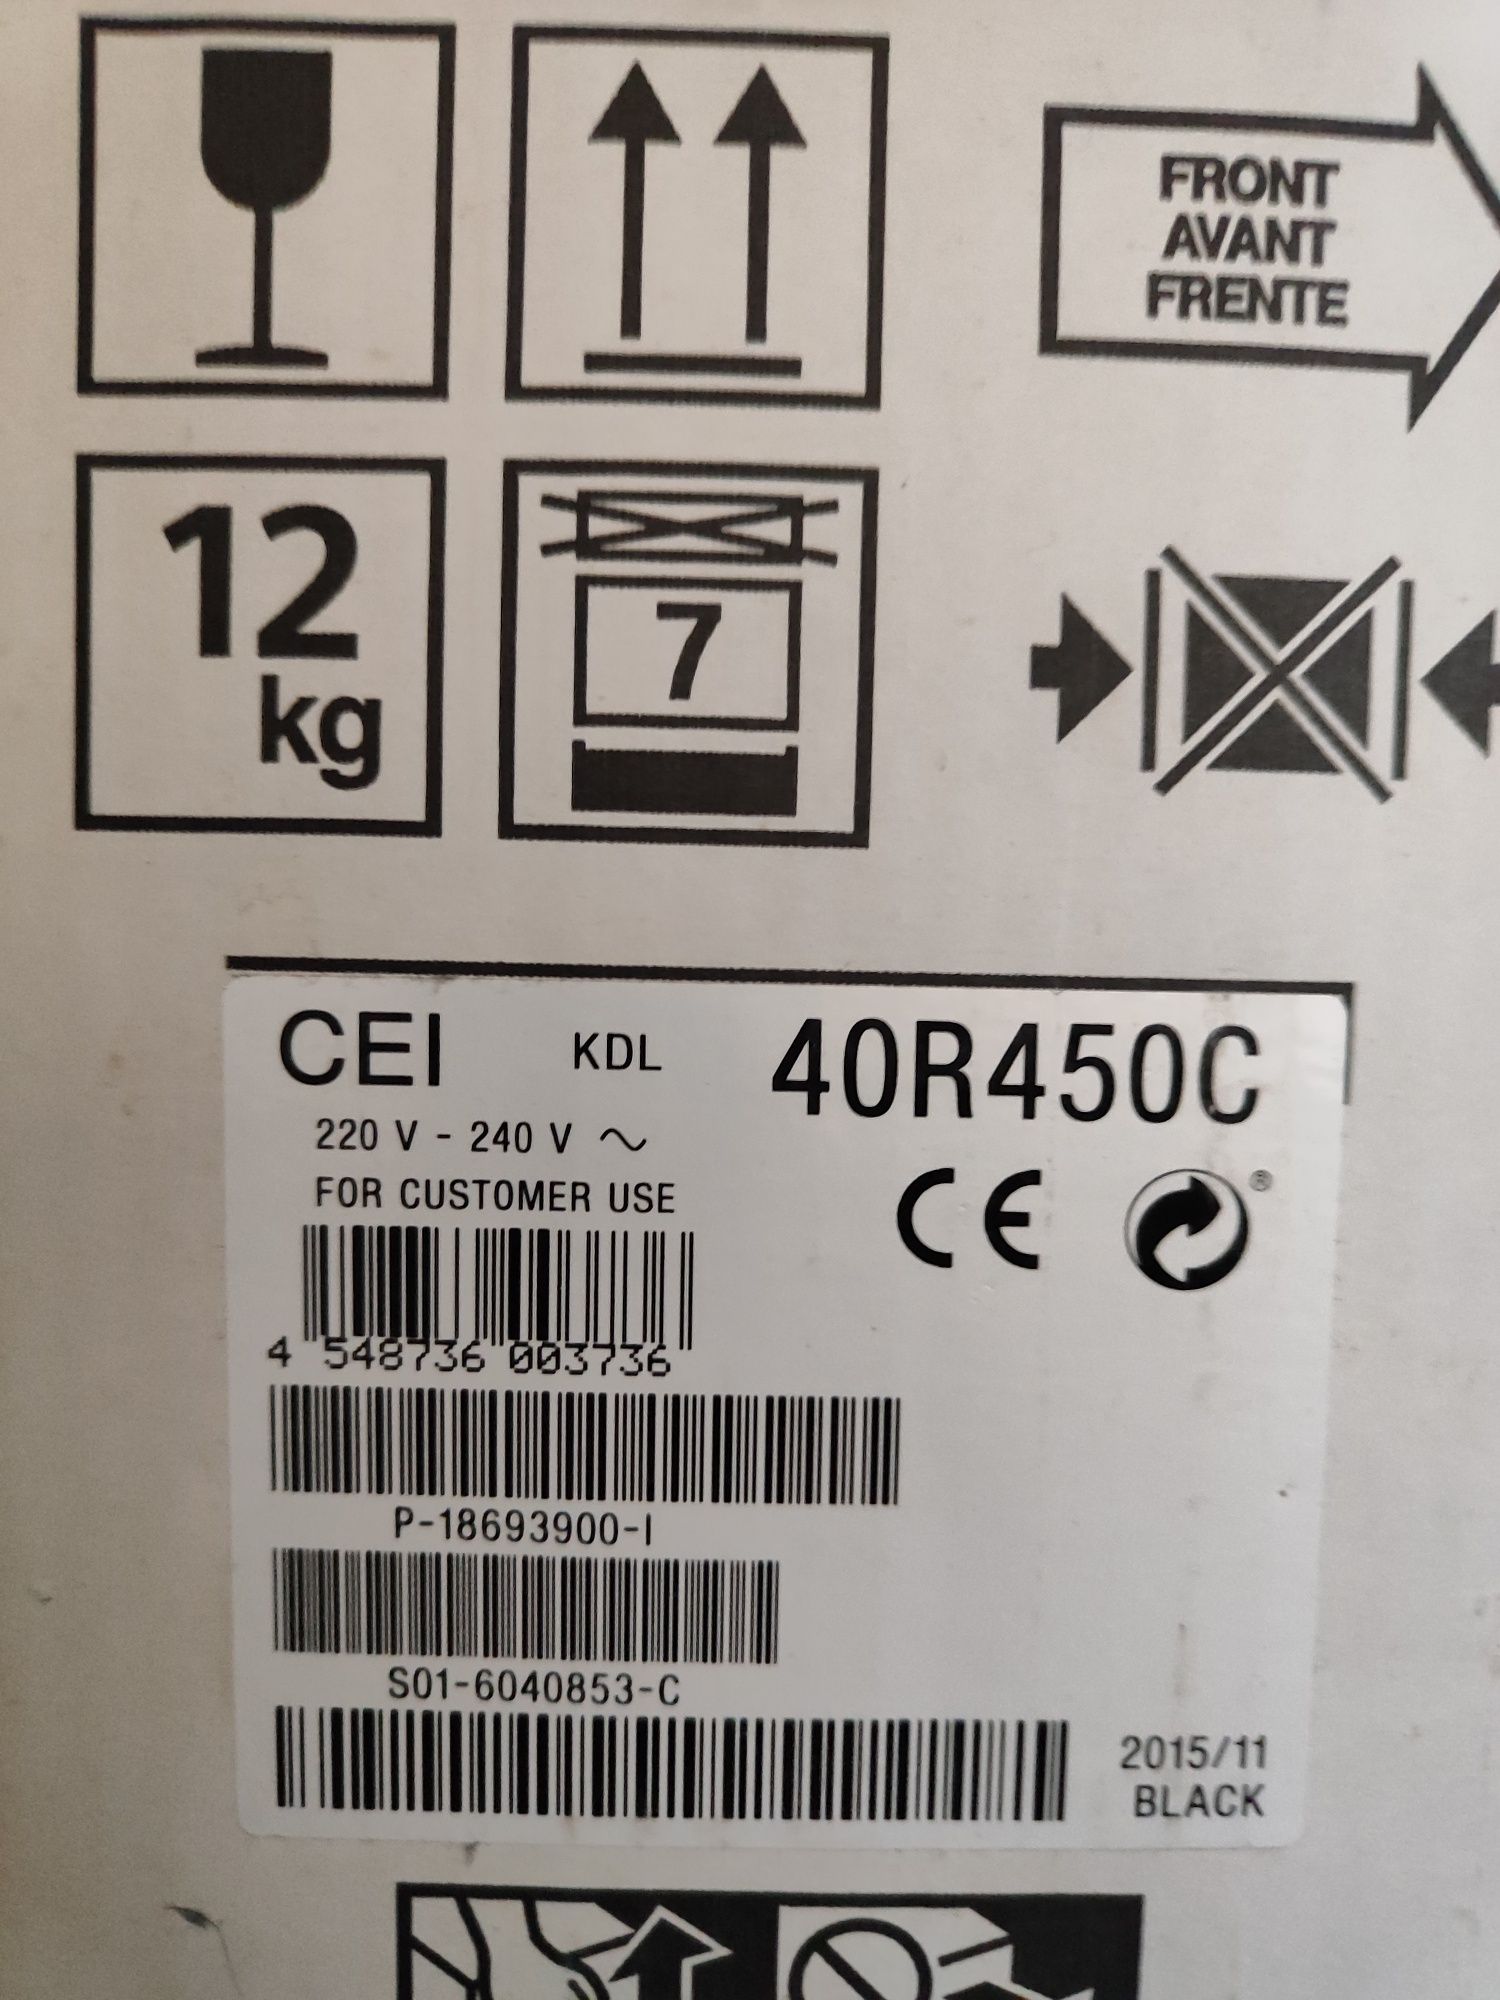 FRONT
AVANT
FRENTE
12
kg
7
CEI KDL 40R450C
220 V - 240 V ~
FOR CUSTOMER USE
CE
®
4 548736 003736
P-18693900-I
S01-6040853-C
2015/11
BLACK